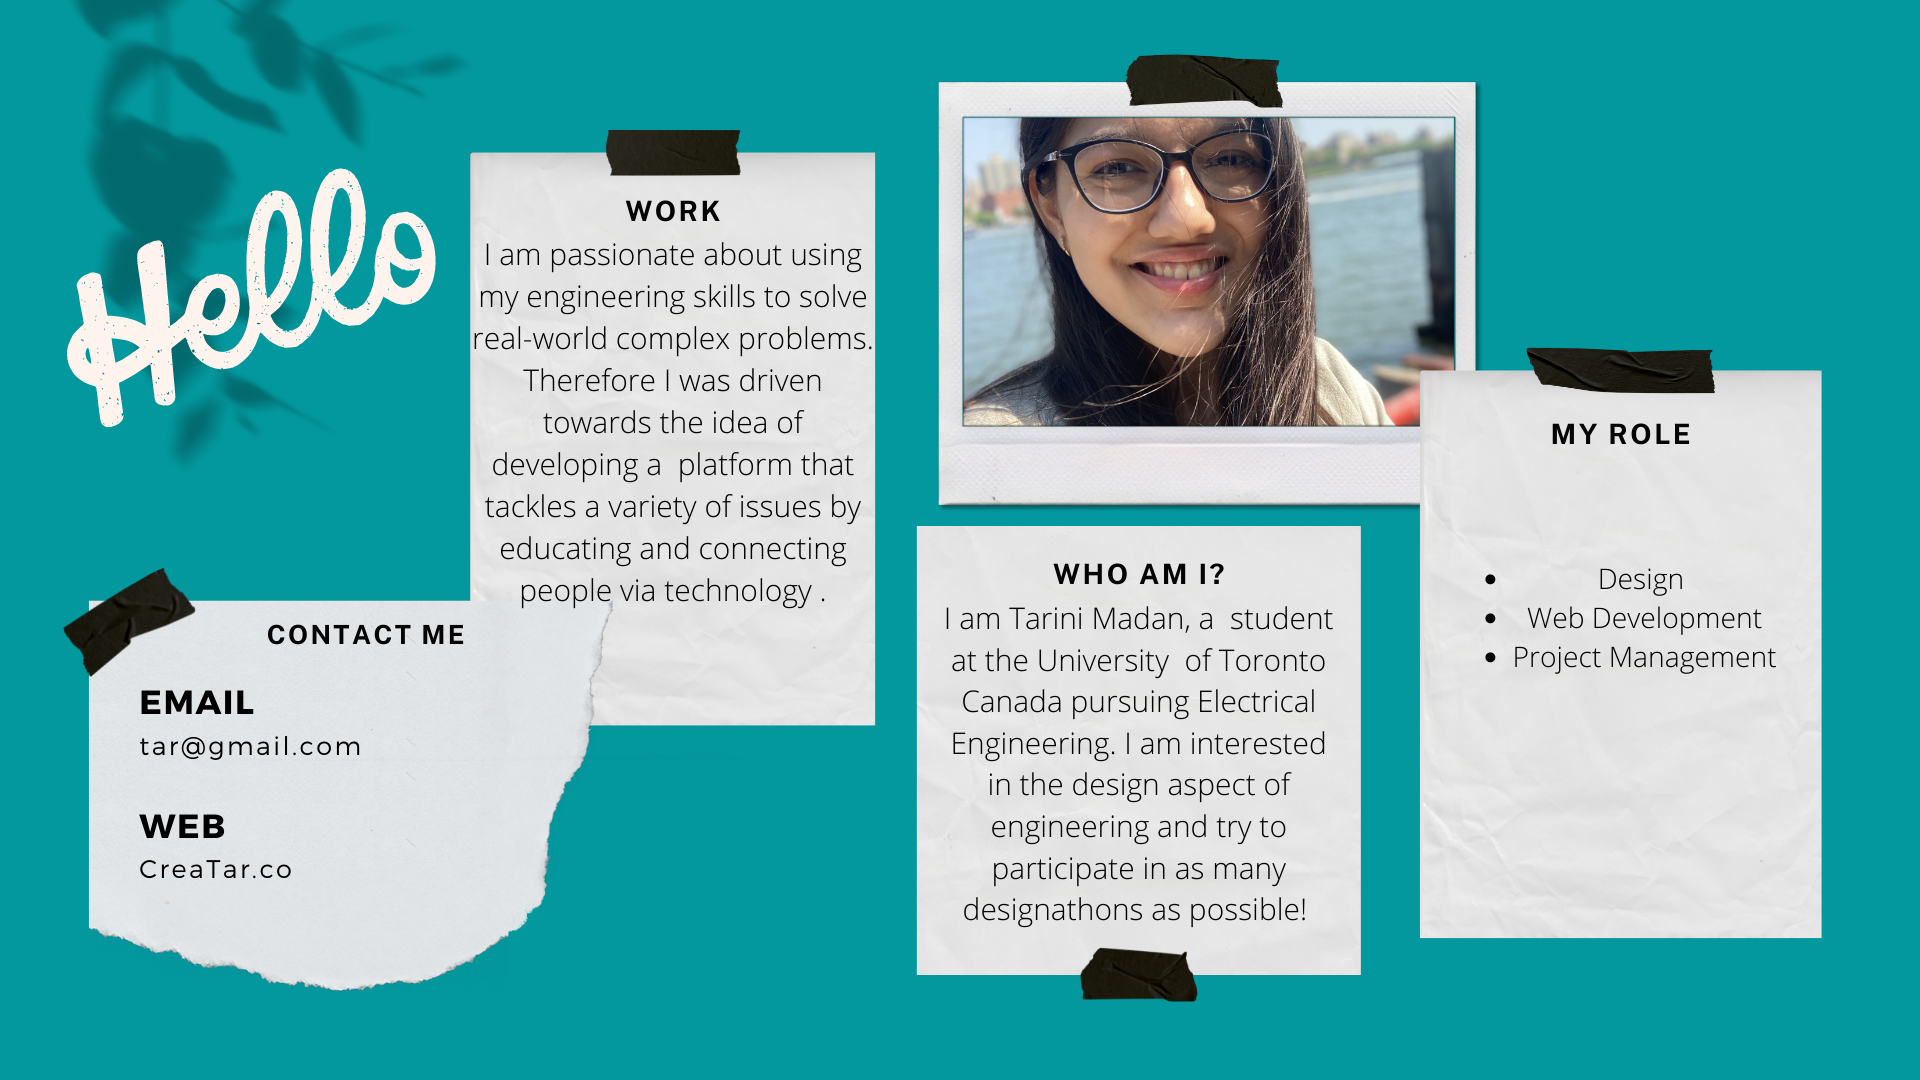 Hello
WORK
I am passionate about using
my engineering skills to solve
real-world complex problems.
Therefore I was driven
towards the idea of
developing a  platform that
tackles a variety of issues by
educating and connecting
people via technology .
CONTACT ME
EMAIL
tar@gmail.com
WEB
CreaTar.co
WHO AM I?
I am Tarini Madan, a  student
at the University  of Toronto
Canada pursuing Electrical
Engineering. I am interested
in the design aspect of
engineering and try to
participate in as many
designathons as possible!
MY ROLE
• Design
• Web Development
• Project Management